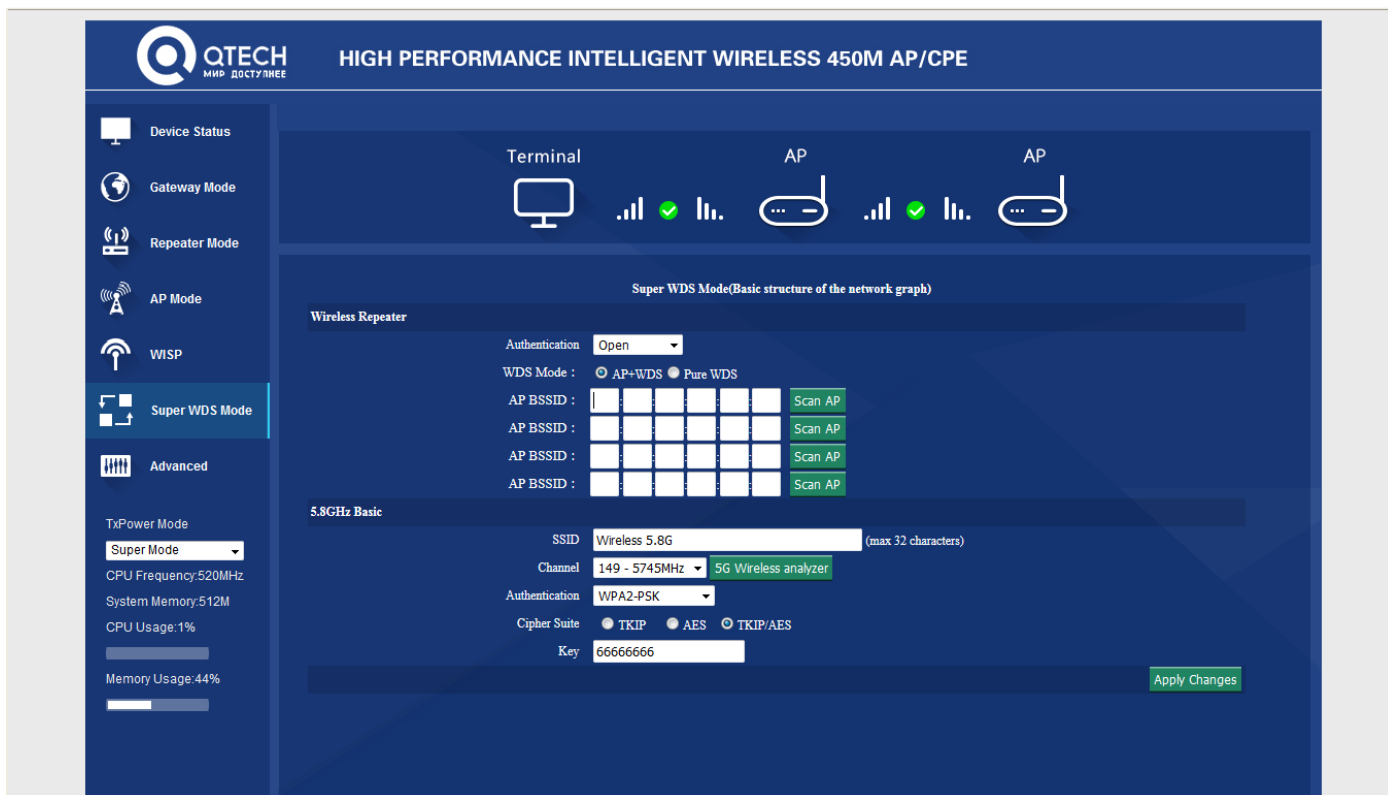 QTECH
МИР ДОСТУПНЕЕ
HIGH PERFORMANCE INTELLIGENT WIRELESS 450M AP/CPE
Device Status
Gateway Mode
Repeater Mode
AP Mode
WISP
Super WDS Mode
Advanced
TxPower Mode
Super Mode
CPU Frequency:520MHz
System Memory:512M
CPU Usage:1%
Memory Usage:44%
Terminal AP AP
Super WDS Mode(Basic structure of the network graph)
Wireless Repeater
Authentication Open
WDS Mode : AP+WDS Pure WDS
AP BSSID : : : : : : Scan AP
AP BSSID : : : : : : Scan AP
AP BSSID : : : : : : Scan AP
AP BSSID : : : : : : Scan AP
5.8GHz Basic
SSID Wireless 5.8G (max 32 characters)
Channel 149 - 5745MHz 5G Wireless analyzer
Authentication WPA2-PSK
Cipher Suite TKIP AES TKIP/AES
Key 66666666
Apply Changes